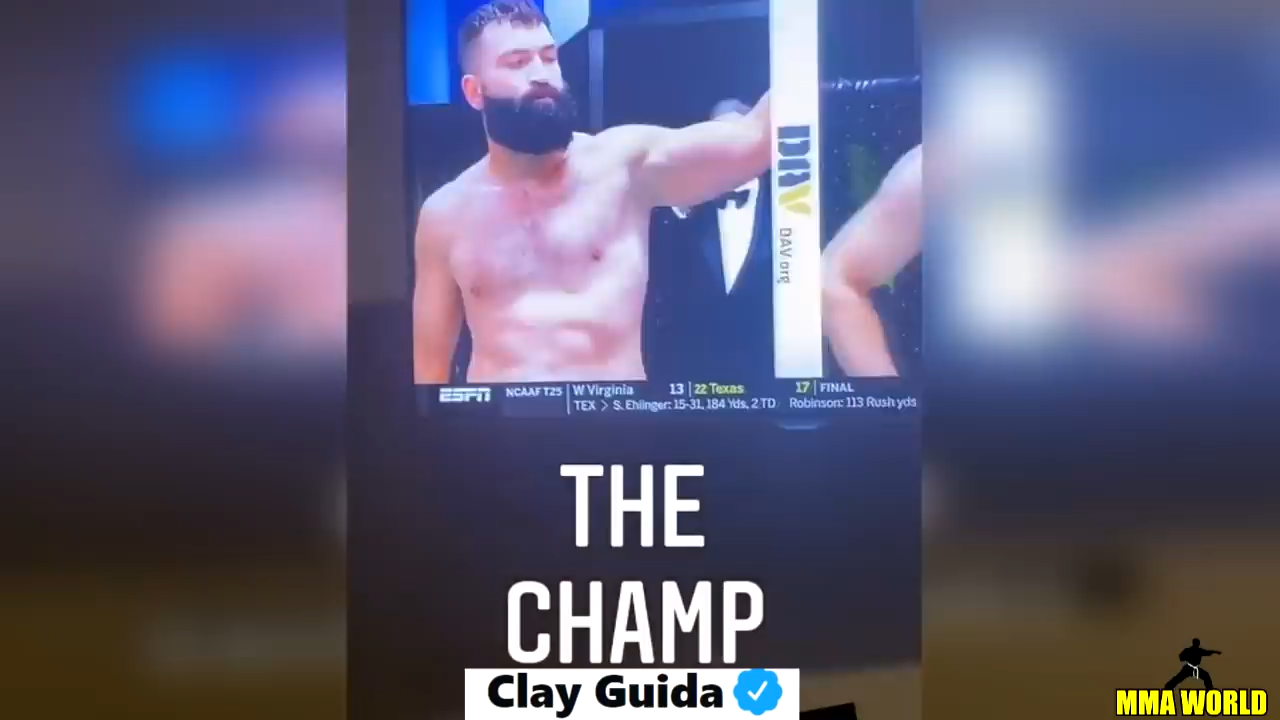 DAV
DAV.org
ESPN
NCAAF T25
W Virginia 13 22 Texas 17 FINAL
TEX > S. Ehlinger: 15-31, 184 Yds, 2 TD Robinson: 113 Rush yds
THE
CHAMP
Clay Guida
MMA WORLD